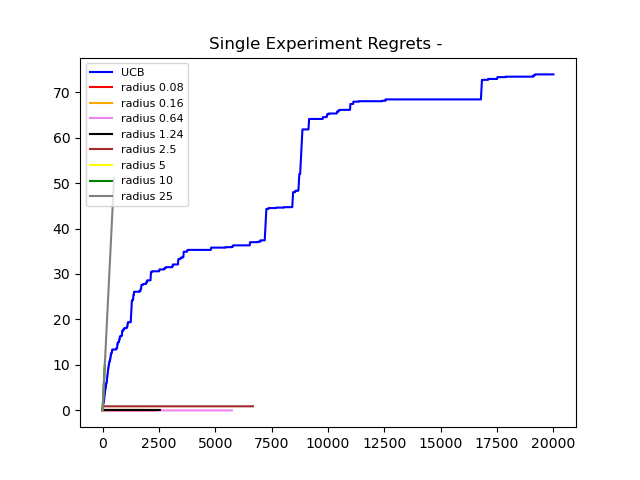 Single Experiment Regrets -
UCB
radius 0.08
radius 0.16
radius 0.64
radius 1.24
radius 2.5
radius 5
radius 10
radius 25
70
60
50
40
30
20
10
0
0 2500 5000 7500 10000 12500 15000 17500 20000